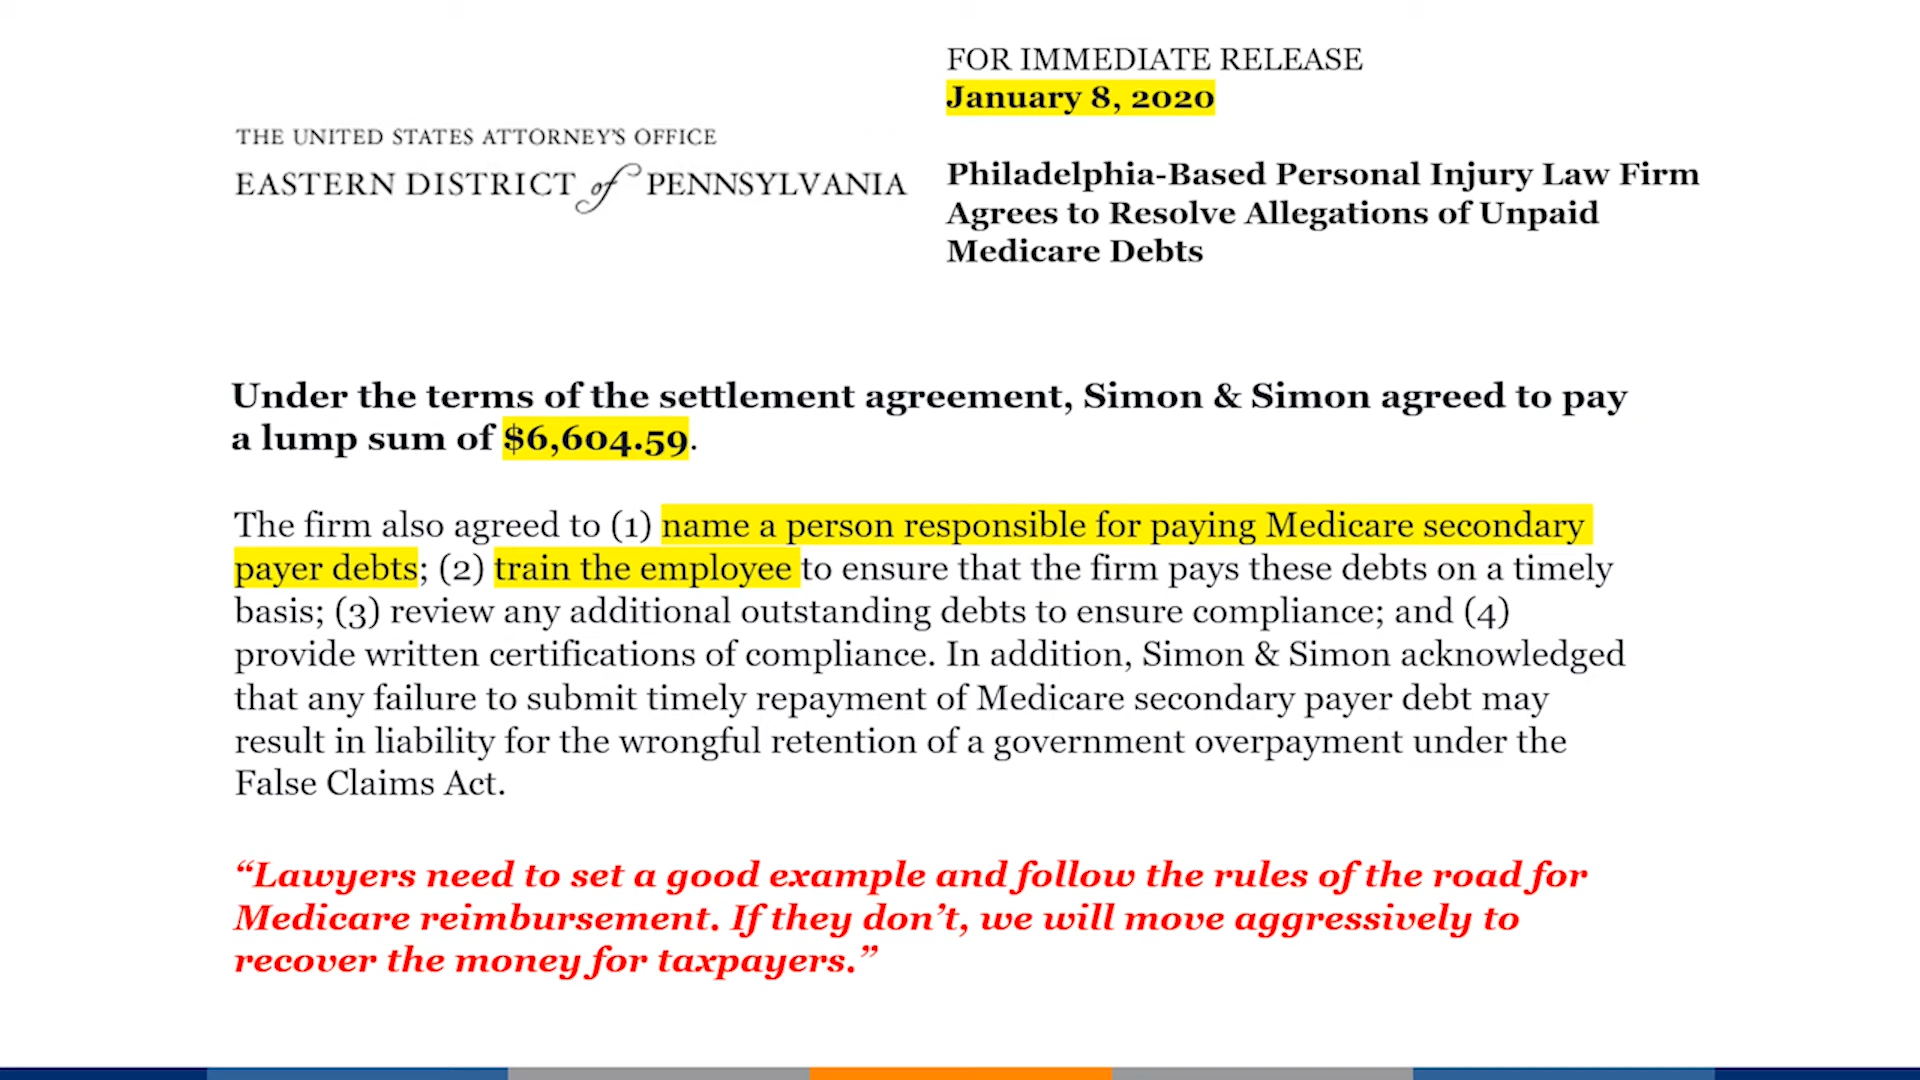 FOR IMMEDIATE RELEASE
January 8, 2020
THE UNITED STATES ATTORNEY'S OFFICE
EASTERN DISTRICT of PENNSYLVANIA
Philadelphia-Based Personal Injury Law Firm
Agrees to Resolve Allegations of Unpaid
Medicare Debts
Under the terms of the settlement agreement, Simon & Simon agreed to pay
a lump sum of $6,604.59.
The firm also agreed to (1) name a person responsible for paying Medicare secondary
payer debts; (2) train the employee to ensure that the firm pays these debts on a timely
basis; (3) review any additional outstanding debts to ensure compliance; and (4)
provide written certifications of compliance. In addition, Simon & Simon acknowledged
that any failure to submit timely repayment of Medicare secondary payer debt may
result in liability for the wrongful retention of a government overpayment under the
False Claims Act.
“Lawyers need to set a good example and follow the rules of the road for
Medicare reimbursement. If they don’t, we will move aggressively to
recover the money for taxpayers.”